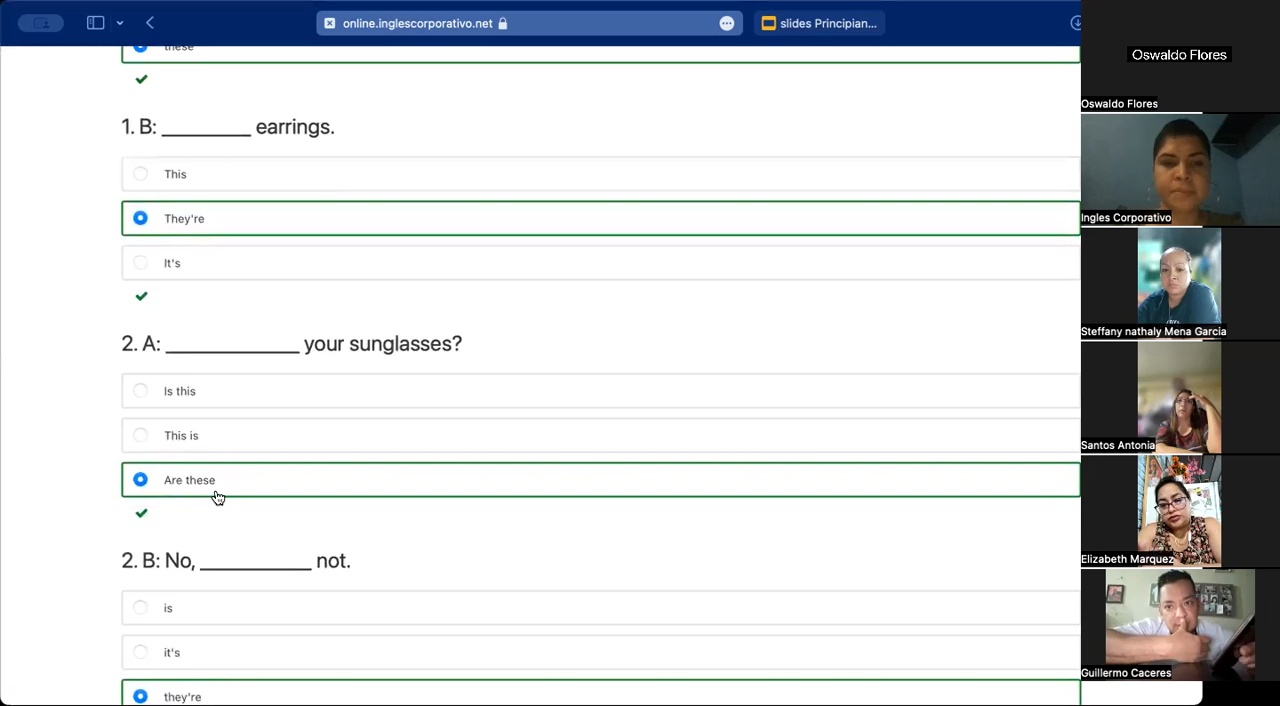 online.inglescorporativo.net
slides Principian...
these
1. B: _________ earrings.
This
They're
It's
2. A: _____________ your sunglasses?
Is this
This is
Are these
2. B: No, ___________ not.
is
it's
they're
Oswaldo Flores
Oswaldo Flores
Ingles Corporativo
Steffany nathaly Mena Garcia
Santos Antonia
Elizabeth Marquez
Guillermo Caceres